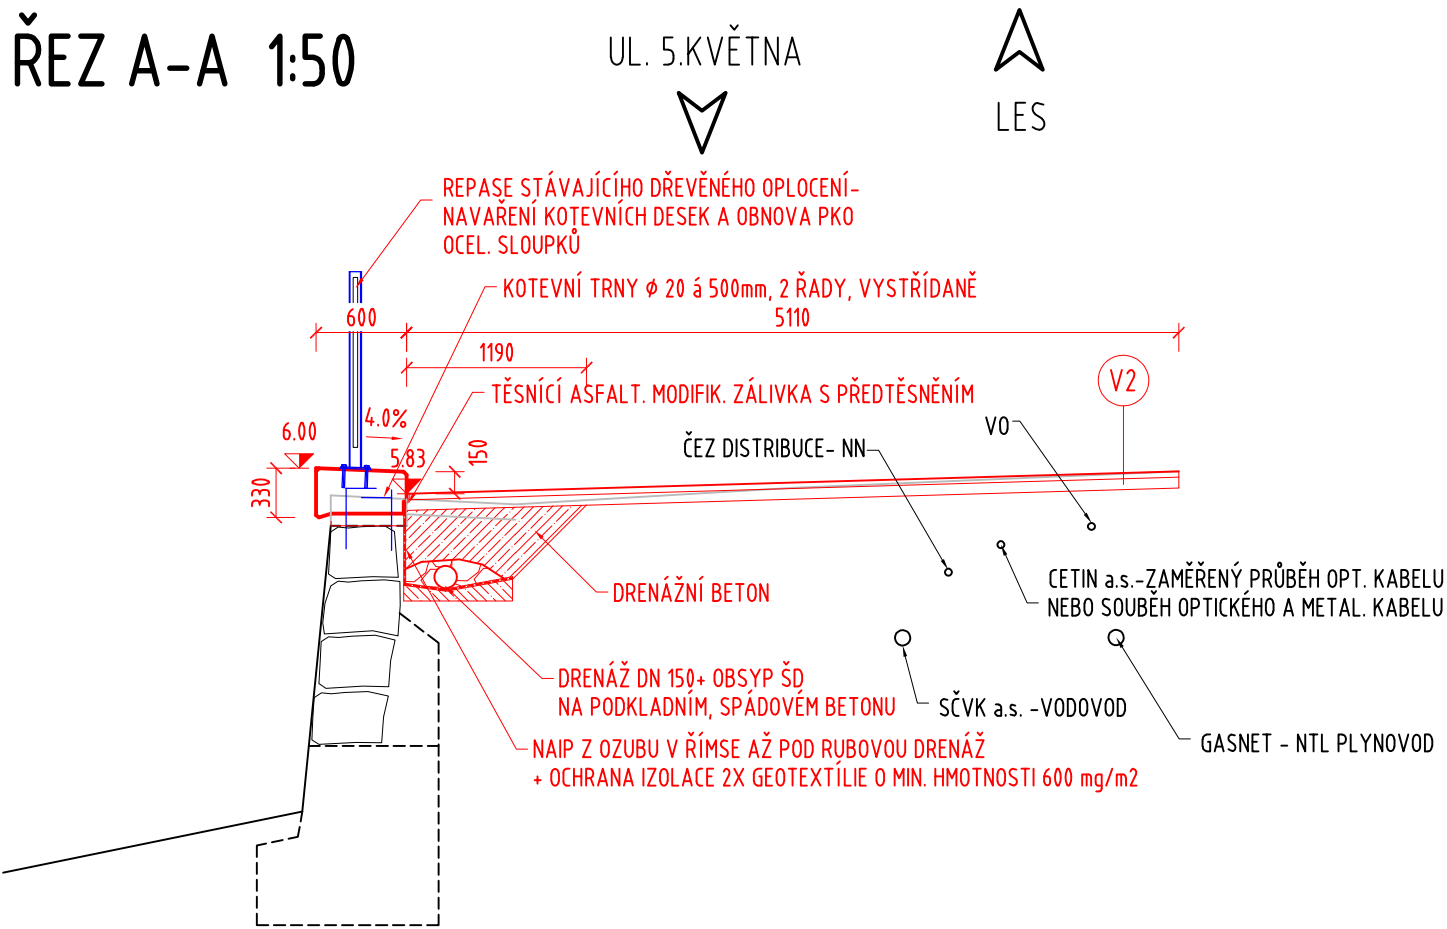 ŘEZ A-A 1:50
UL. 5.KVĚTNA
LES
REPASE STÁVAJÍCÍHO DŘEVĚNÉHO OPLOCENÍ-
NAVAŘENÍ KOTEVNÍCH DESEK A OBNOVA PKO
OCEL. SLOUPKŮ
KOTEVNÍ TRNY ϕ 20 á 500mm, 2 ŘADY, VYSTŘÍDANĚ
600
5110
1190
V2
TĚSNÍCÍ ASFALT. MODIFIK. ZÁLIVKA S PŘEDTĚSNĚNÍM
4.0%
6.00
VO
ČEZ DISTRIBUCE- NN
5.83
150
330
CETIN a.s.-ZAMĚŘENÝ PRŮBĚH OPT. KABELU
NEBO SOUBĚH OPTICKÉHO A METAL. KABELU
DRENÁŽNÍ BETON
DRENÁŽ DN 150+ OBSYP ŠD
NA PODKLADNÍM, SPÁDOVÉM BETONU
SČVK a.s. -VODOVOD
GASNET - NTL PLYNOVOD
NAIP Z OZUBU V ŘÍMSE AŽ POD RUBOVOU DRENÁŽ
+ OCHRANA IZOLACE 2X GEOTEXTÍLIE O MIN. HMOTNOSTI 600 mg/m2